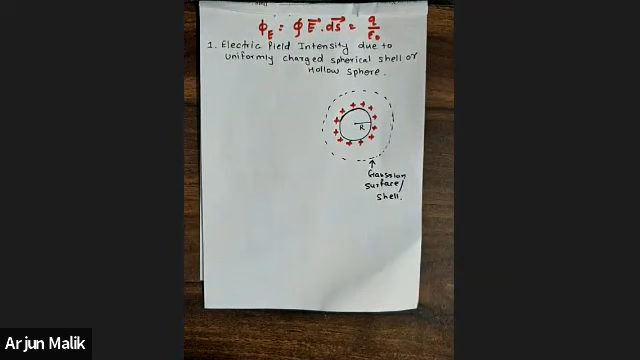 ϕE = ∮ E⃗ . ds⃗ = q/ε0
1. Electric Field Intensity due to
Uniformly charged spherical shell or
Hollow Sphere.
R
Gaussian
Surface/
Shell.
Arjun Malik